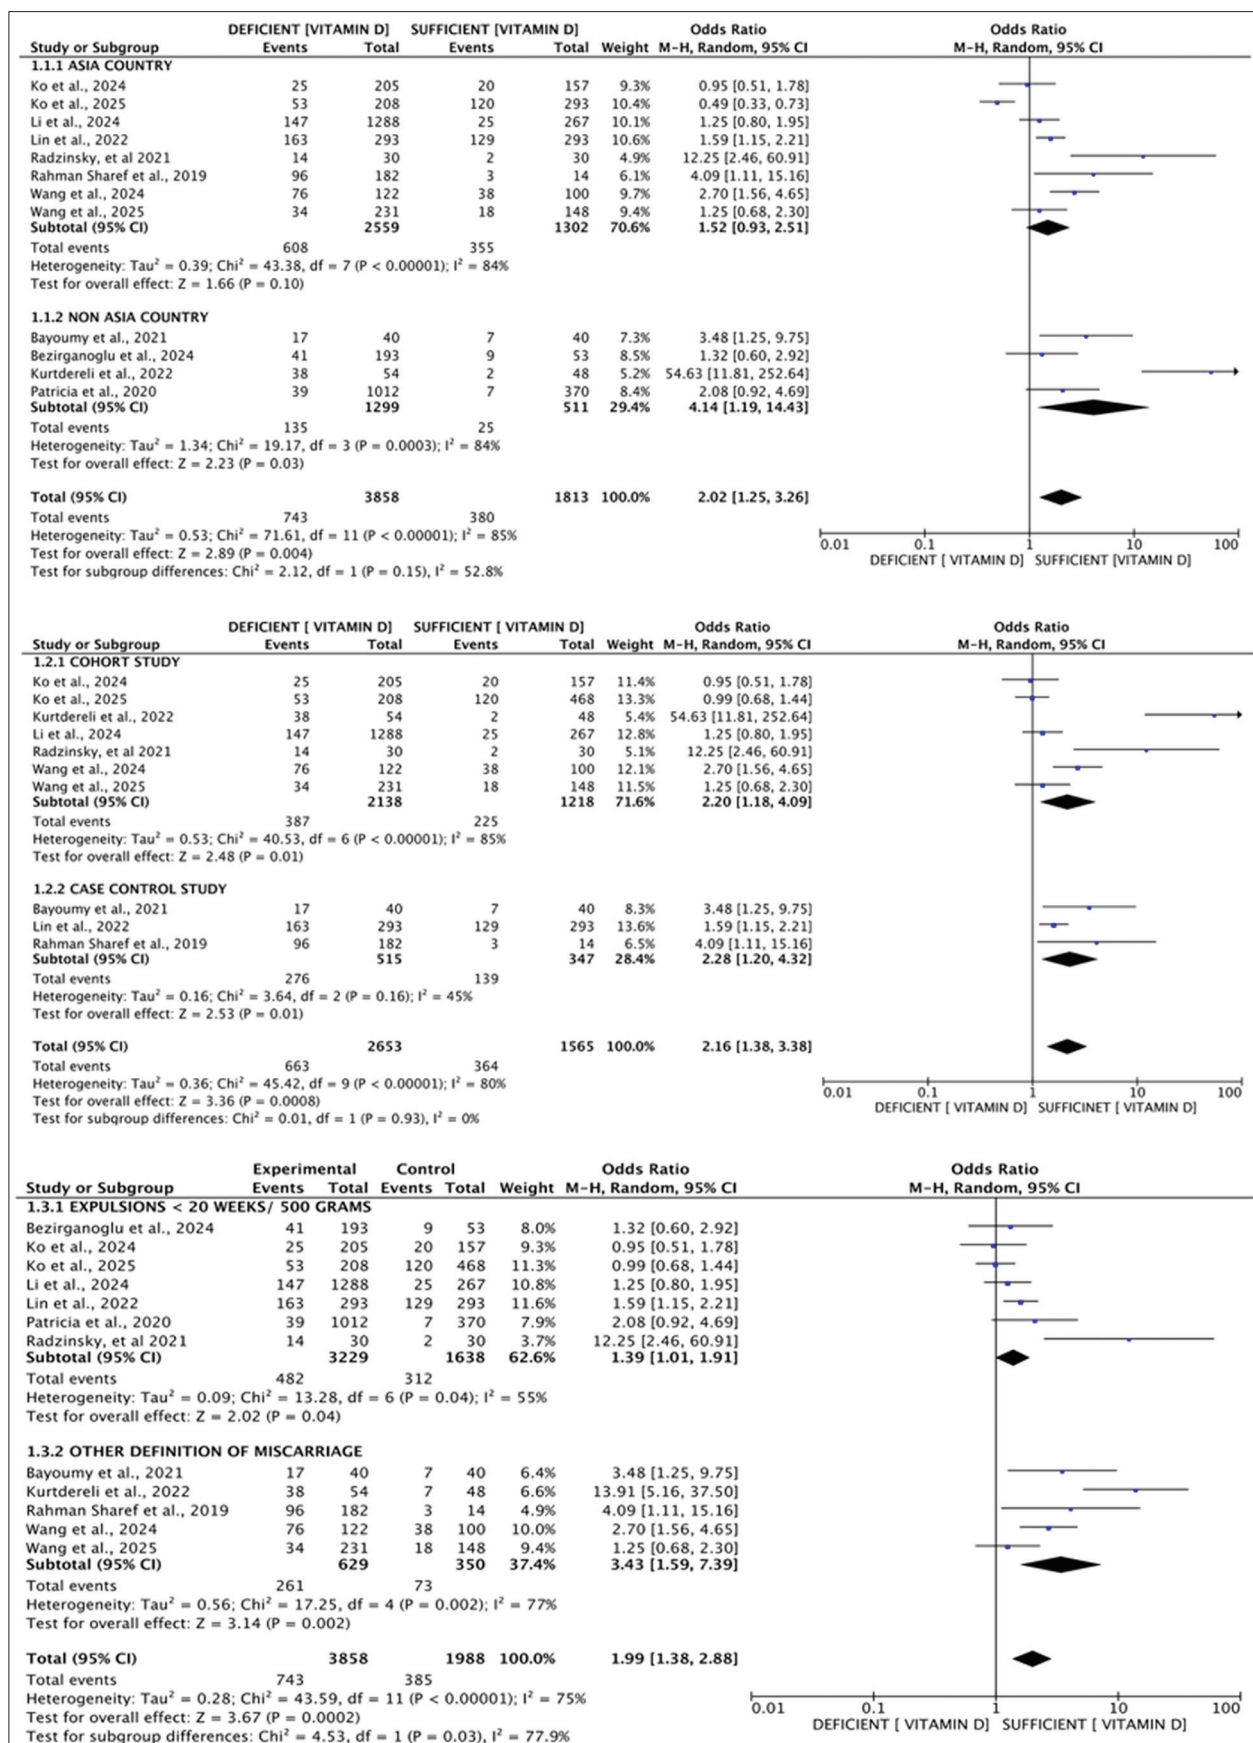 DEFICIENT [VITAMIN D] SUFFICIENT [VITAMIN D] Odds Ratio Odds Ratio
Study or Subgroup Events Total Events Total Weight M-H, Random, 95% CI M-H, Random, 95% CI
1.1.1 ASIA COUNTRY
Ko et al., 2024 25 205 20 157 9.3% 0.95 [0.51, 1.78]
Ko et al., 2025 53 208 120 293 10.4% 0.49 [0.33, 0.73]
Li et al., 2024 147 1288 25 267 10.1% 1.25 [0.80, 1.95]
Lin et al., 2022 163 293 129 293 10.6% 1.59 [1.15, 2.21]
Radzinsky, et al 2021 14 30 2 30 4.9% 12.25 [2.46, 60.91]
Rahman Sharef et al., 2019 96 182 3 14 6.1% 4.09 [1.11, 15.16]
Wang et al., 2024 76 122 38 100 9.7% 2.70 [1.56, 4.65]
Wang et al., 2025 34 231 18 148 9.4% 1.25 [0.68, 2.30]
Subtotal (95% CI) 2559 1302 70.6% 1.52 [0.93, 2.51]
Total events 608 355
Heterogeneity: Tau² = 0.39; Chi² = 43.38, df = 7 (P < 0.00001); I² = 84%
Test for overall effect: Z = 1.66 (P = 0.10)
1.1.2 NON ASIA COUNTRY
Bayoumy et al., 2021 17 40 7 40 7.3% 3.48 [1.25, 9.75]
Bezirganoglu et al., 2024 41 193 9 53 8.5% 1.32 [0.60, 2.92]
Kurtdereli et al., 2022 38 54 2 48 5.2% 54.63 [11.81, 252.64]
Patricia et al., 2020 39 1012 7 370 8.4% 2.08 [0.92, 4.69]
Subtotal (95% CI) 1299 511 29.4% 4.14 [1.19, 14.43]
Total events 135 25
Heterogeneity: Tau² = 1.34; Chi² = 19.17, df = 3 (P = 0.0003); I² = 84%
Test for overall effect: Z = 2.23 (P = 0.03)
Total (95% CI) 3858 1813 100.0% 2.02 [1.25, 3.26]
Total events 743 380
Heterogeneity: Tau² = 0.53; Chi² = 71.61, df = 11 (P < 0.00001); I² = 85%
Test for overall effect: Z = 2.89 (P = 0.004)
Test for subgroup differences: Chi² = 2.12, df = 1 (P = 0.15), I² = 52.8%
0.01 0.1 1 10 100
DEFICIENT [ VITAMIN D] SUFFICIENT [VITAMIN D]
DEFICIENT [ VITAMIN D] SUFFICIENT [ VITAMIN D] Odds Ratio Odds Ratio
Study or Subgroup Events Total Events Total Weight M-H, Random, 95% CI M-H, Random, 95% CI
1.2.1 COHORT STUDY
Ko et al., 2024 25 205 20 157 11.4% 0.95 [0.51, 1.78]
Ko et al., 2025 53 208 120 468 13.3% 0.99 [0.68, 1.44]
Kurtdereli et al., 2022 38 54 2 48 5.4% 54.63 [11.81, 252.64]
Li et al., 2024 147 1288 25 267 12.8% 1.25 [0.80, 1.95]
Radzinsky, et al 2021 14 30 2 30 5.1% 12.25 [2.46, 60.91]
Wang et al., 2024 76 122 38 100 12.1% 2.70 [1.56, 4.65]
Wang et al., 2025 34 231 18 148 11.5% 1.25 [0.68, 2.30]
Subtotal (95% CI) 2138 1218 71.6% 2.20 [1.18, 4.09]
Total events 387 225
Heterogeneity: Tau² = 0.53; Chi² = 40.53, df = 6 (P < 0.00001); I² = 85%
Test for overall effect: Z = 2.48 (P = 0.01)
1.2.2 CASE CONTROL STUDY
Bayoumy et al., 2021 17 40 7 40 8.3% 3.48 [1.25, 9.75]
Lin et al., 2022 163 293 129 293 13.6% 1.59 [1.15, 2.21]
Rahman Sharef et al., 2019 96 182 3 14 6.5% 4.09 [1.11, 15.16]
Subtotal (95% CI) 515 347 28.4% 2.28 [1.20, 4.32]
Total events 276 139
Heterogeneity: Tau² = 0.16; Chi² = 3.64, df = 2 (P = 0.16); I² = 45%
Test for overall effect: Z = 2.53 (P = 0.01)
Total (95% CI) 2653 1565 100.0% 2.16 [1.38, 3.38]
Total events 663 364
Heterogeneity: Tau² = 0.36; Chi² = 45.42, df = 9 (P < 0.00001); I² = 80%
Test for overall effect: Z = 3.36 (P = 0.0008)
Test for subgroup differences: Chi² = 0.01, df = 1 (P = 0.93), I² = 0%
0.01 0.1 1 10 100
DEFICIENT [ VITAMIN D] SUFFICINET [ VITAMIN D]
Experimental Control Odds Ratio Odds Ratio
Study or Subgroup Events Total Events Total Weight M-H, Random, 95% CI M-H, Random, 95% CI
1.3.1 EXPULSIONS < 20 WEEKS/ 500 GRAMS
Bezirganoglu et al., 2024 41 193 9 53 8.0% 1.32 [0.60, 2.92]
Ko et al., 2024 25 205 20 157 9.3% 0.95 [0.51, 1.78]
Ko et al., 2025 53 208 120 468 11.3% 0.99 [0.68, 1.44]
Li et al., 2024 147 1288 25 267 10.8% 1.25 [0.80, 1.95]
Lin et al., 2022 163 293 129 293 11.6% 1.59 [1.15, 2.21]
Patricia et al., 2020 39 1012 7 370 7.9% 2.08 [0.92, 4.69]
Radzinsky, et al 2021 14 30 2 30 3.7% 12.25 [2.46, 60.91]
Subtotal (95% CI) 3229 1638 62.6% 1.39 [1.01, 1.91]
Total events 482 312
Heterogeneity: Tau² = 0.09; Chi² = 13.28, df = 6 (P = 0.04); I² = 55%
Test for overall effect: Z = 2.02 (P = 0.04)
1.3.2 OTHER DEFINITION OF MISCARRIAGE
Bayoumy et al., 2021 17 40 7 40 6.4% 3.48 [1.25, 9.75]
Kurtdereli et al., 2022 38 54 7 48 6.6% 13.91 [5.16, 37.50]
Rahman Sharef et al., 2019 96 182 3 14 4.9% 4.09 [1.11, 15.16]
Wang et al., 2024 76 122 38 100 10.0% 2.70 [1.56, 4.65]
Wang et al., 2025 34 231 18 148 9.4% 1.25 [0.68, 2.30]
Subtotal (95% CI) 629 350 37.4% 3.43 [1.59, 7.39]
Total events 261 73
Heterogeneity: Tau² = 0.56; Chi² = 17.25, df = 4 (P = 0.002); I² = 77%
Test for overall effect: Z = 3.14 (P = 0.002)
Total (95% CI) 3858 1988 100.0% 1.99 [1.38, 2.88]
Total events 743 385
Heterogeneity: Tau² = 0.28; Chi² = 43.59, df = 11 (P < 0.00001); I² = 75%
Test for overall effect: Z = 3.67 (P = 0.0002)
Test for subgroup differences: Chi² = 4.53, df = 1 (P = 0.03), I² = 77.9%
0.01 0.1 1 10 100
DEFICIENT [ VITAMIN D] SUFFICIENT [ VITAMIN D]